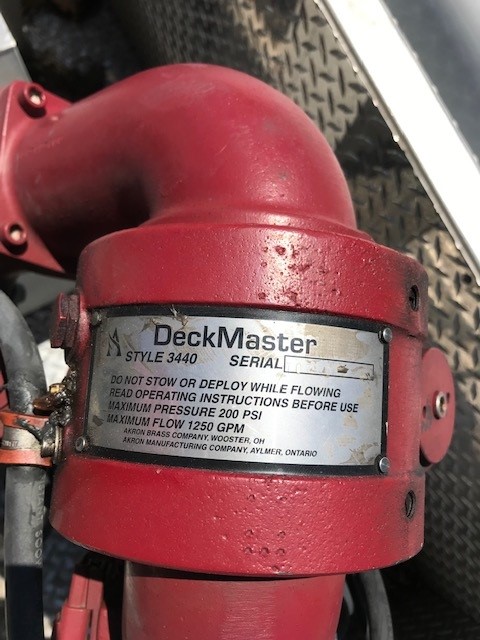 DeckMaster
STYLE 3440 SERIAL
DO NOT STOW OR DEPLOY WHILE FLOWING
READ OPERATING INSTRUCTIONS BEFORE USE
MAXIMUM PRESSURE 200 PSI
MAXIMUM FLOW 1250 GPM
AKRON BRASS COMPANY, WOOSTER, OH
AKRON MANUFACTURING COMPANY, AYLMER, ONTARIO